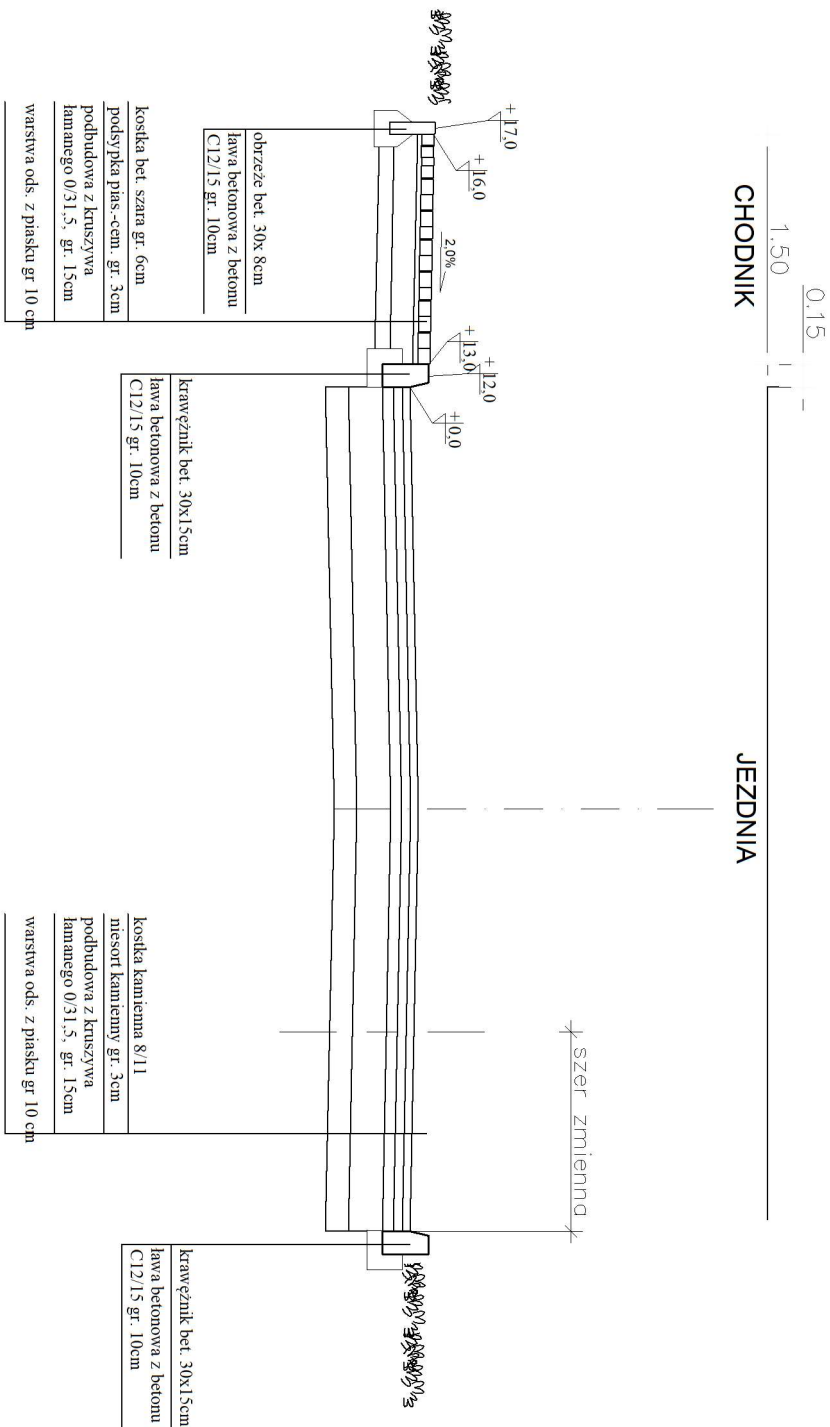 0.15
1.50
CHODNIK
JEZDNIA
szer zmienna
+ 17,0
+ 16,0
2,0%
+ 13,0
+ 12,0
+0,0
obrzeże bet. 30x 8cm
ława betonowa z betonu
C12/15 gr. 10cm
kostka bet. szara gr. 6cm
podsypka pias.-cem. gr. 3cm
podbudowa z kruszywa
łamanego 0/31,5, gr. 15cm
warstwa ods. z piasku gr 10 cm
krawężnik bet. 30x15cm
ława betonowa z betonu
C12/15 gr. 10cm
kostka kamienna 8/11
niesort kamienny gr. 3cm
podbudowa z kruszywa
łamanego 0/31,5, gr. 15cm
warstwa ods. z piasku gr 10 cm
krawężnik bet. 30x15cm
ława betonowa z betonu
C12/15 gr. 10cm